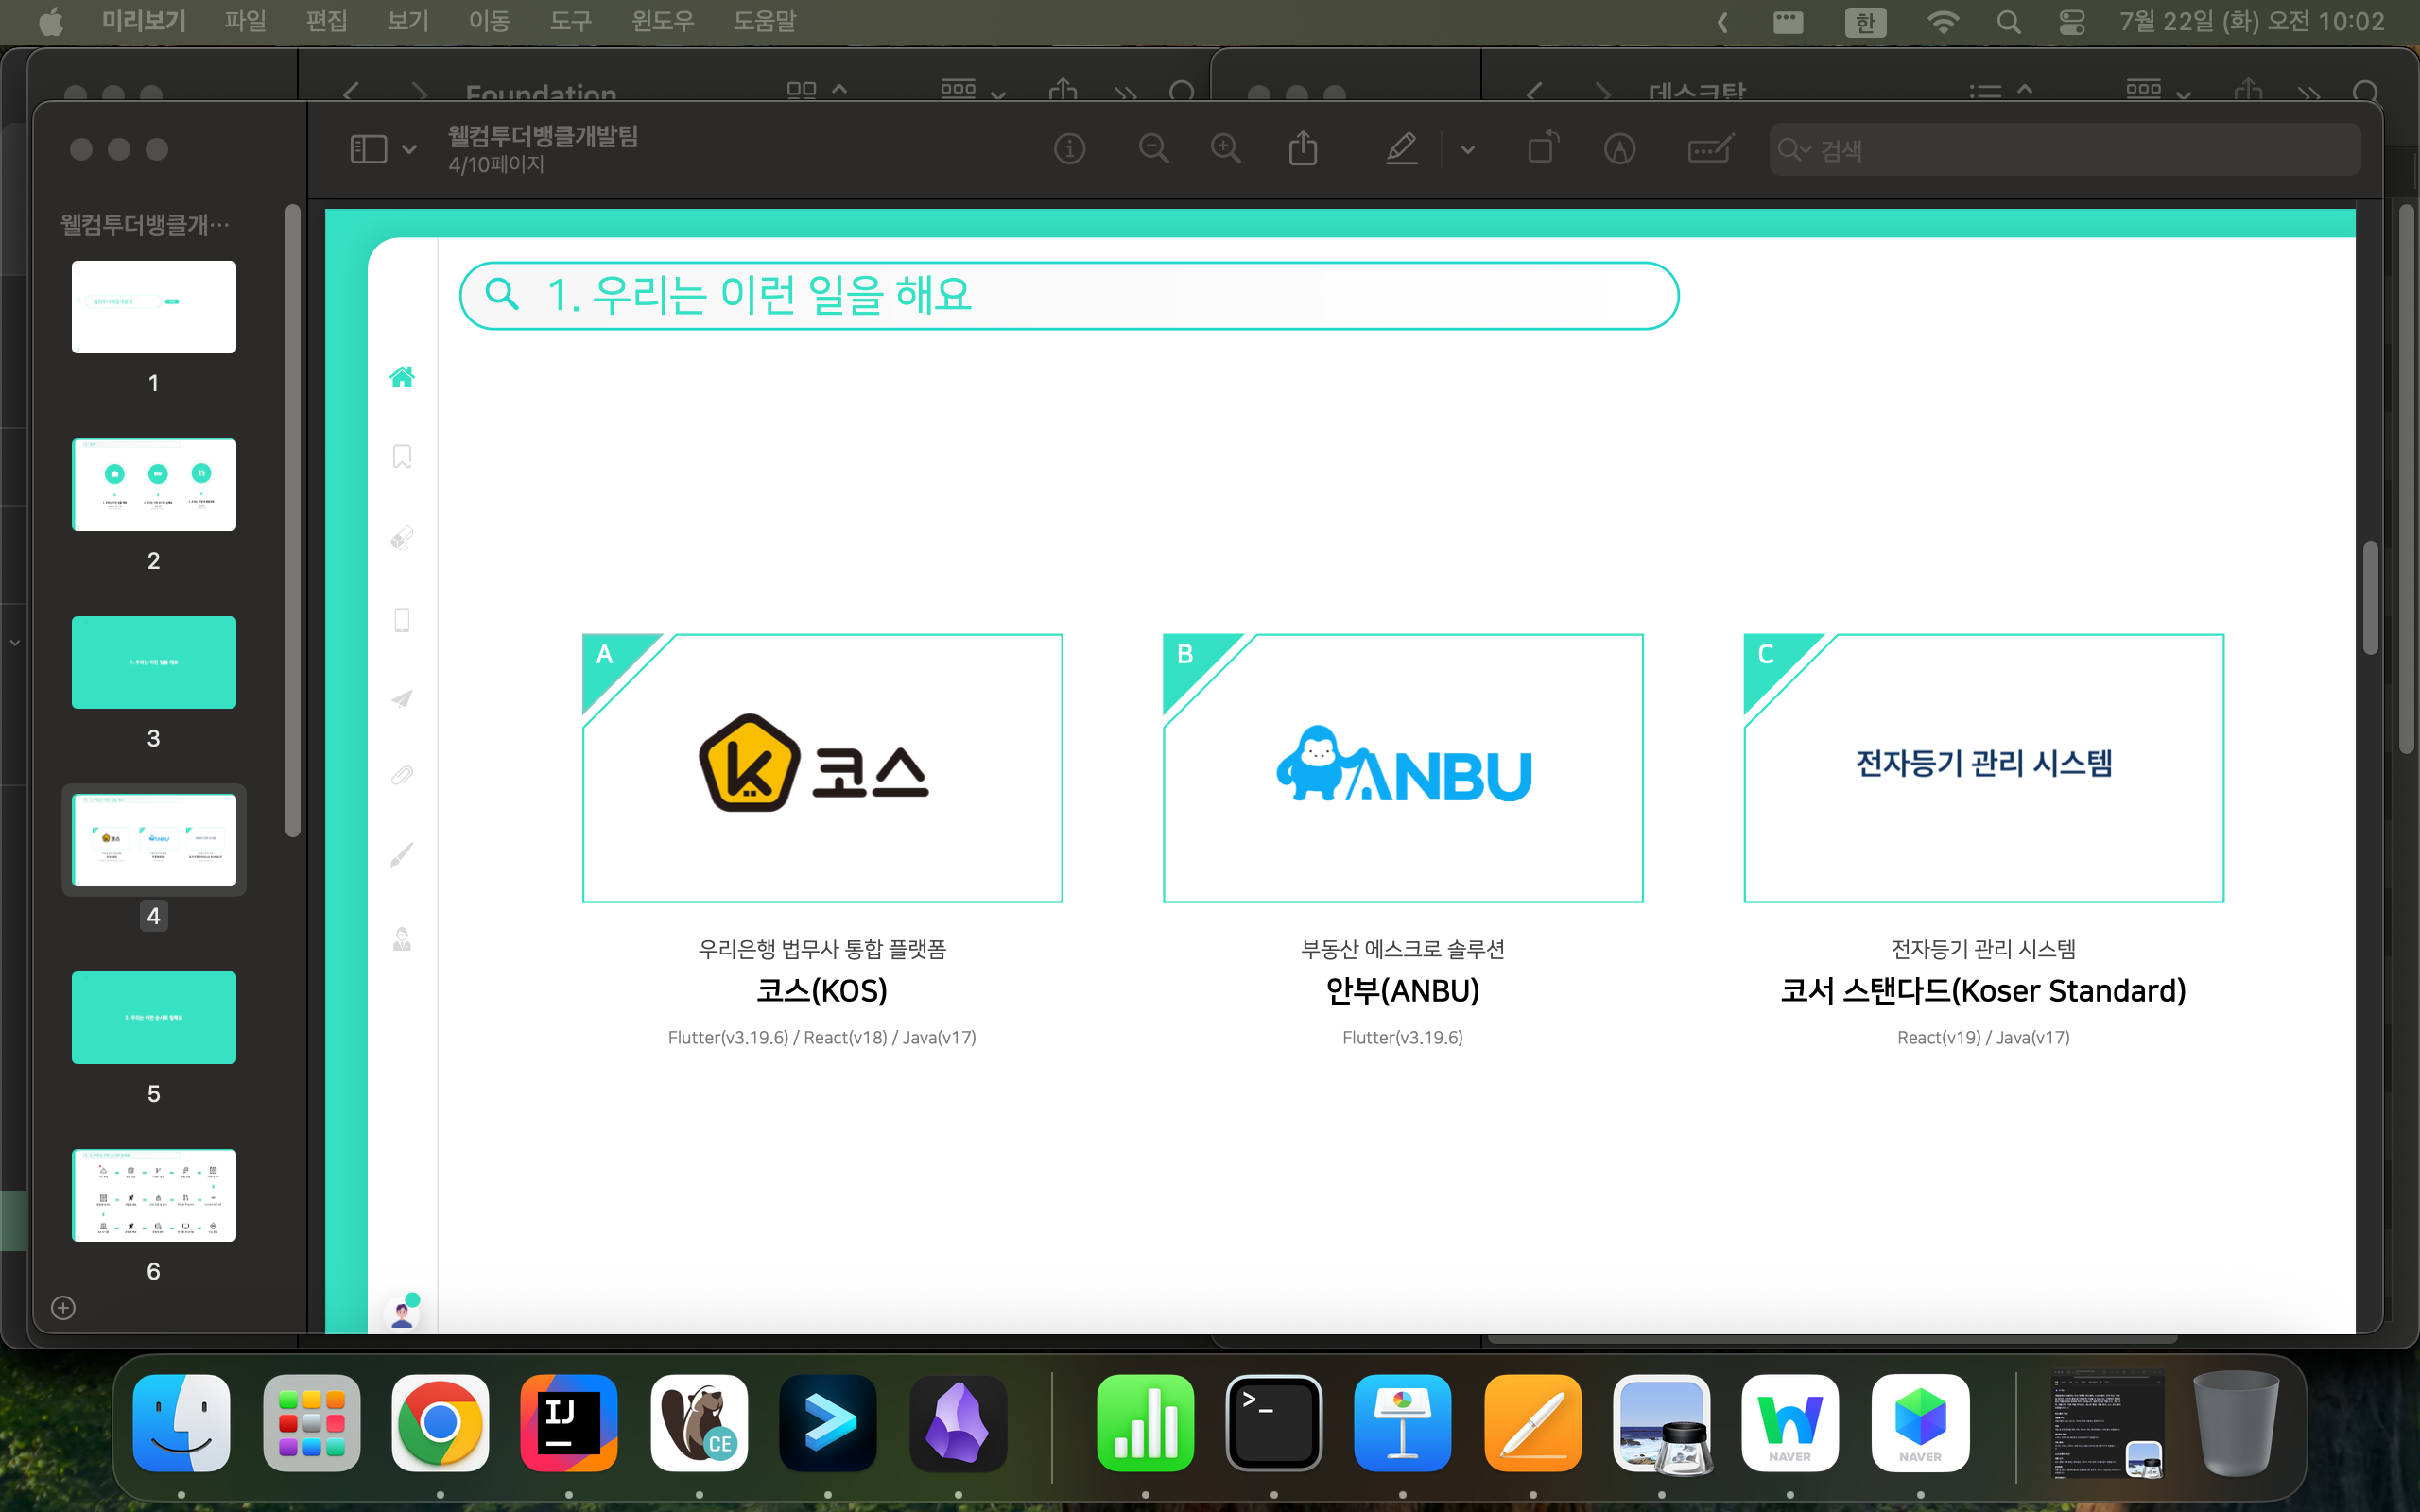 미리보기 파일 편집 보기 이동 도구 윈도우 도움말
한 7월 22일 (화) 오전 10:02
Foundation
데스크탑
웰컴투더뱅클개발팀
4/10페이지
검색
웰컴투더뱅클개…
1
2
3
4
5
6
1. 우리는 이런 일을 해요
A
k 코스
우리은행 법무사 통합 플랫폼
코스(KOS)
Flutter(v3.19.6) / React(v18) / Java(v17)
B
ANBU
부동산 에스크로 솔루션
안부(ANBU)
Flutter(v3.19.6)
C
전자등기 관리 시스템
전자등기 관리 시스템
코서 스탠다드(Koser Standard)
React(v19) / Java(v17)
IJ
CE
>_
NAVER
NAVER